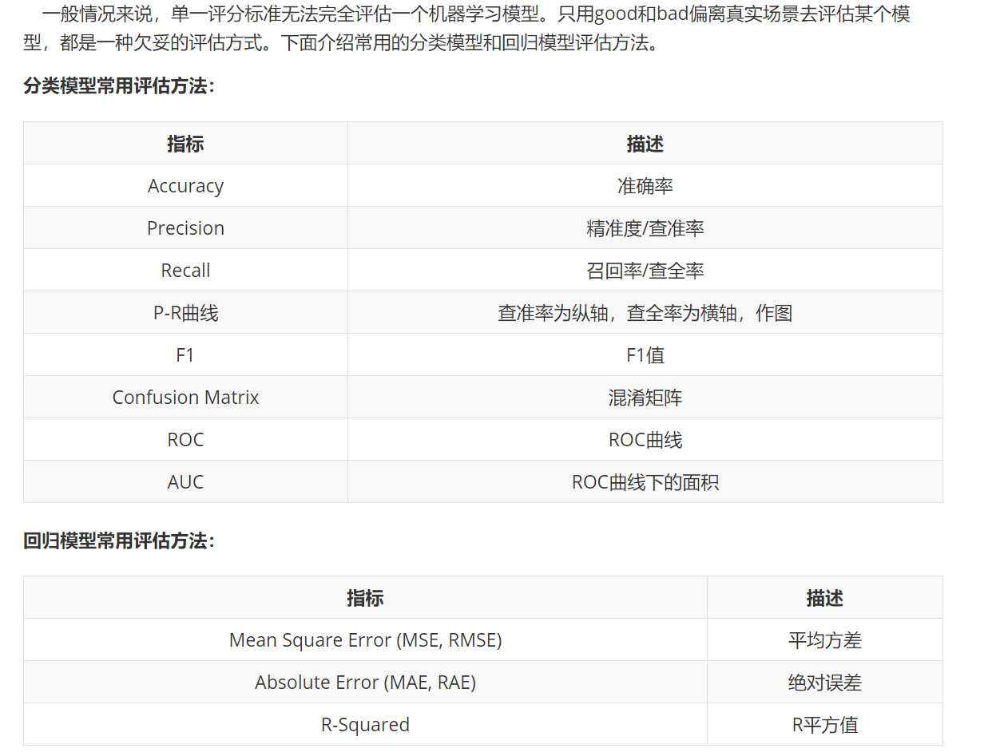 一般情况来说，单一评分标准无法完全评估一个机器学习模型。只用good和bad偏离真实场景去评估某个模
型，都是一种欠妥的评估方式。下面介绍常用的分类模型和回归模型评估方法。
分类模型常用评估方法：
指标 描述
Accuracy 准确率
Precision 精准度/查准率
Recall 召回率/查全率
P-R曲线 查准率为纵轴，查全率为横轴，作图
F1 F1值
Confusion Matrix 混淆矩阵
ROC ROC曲线
AUC ROC曲线下的面积
回归模型常用评估方法：
指标 描述
Mean Square Error (MSE, RMSE) 平均方差
Absolute Error (MAE, RAE) 绝对误差
R-Squared R平方值